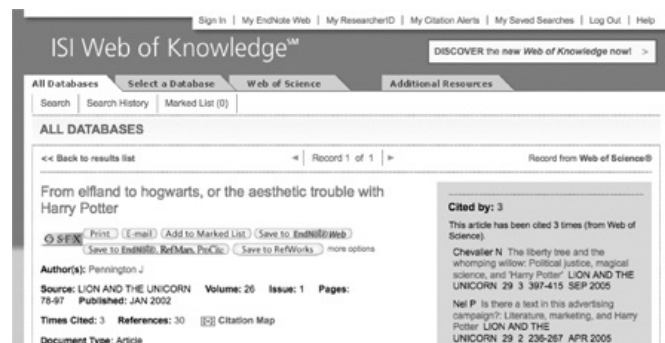 Sign In | My EndNote Web | My ResearcherID | My Citation Alerts | My Saved Searches | Log Out | Help
ISI Web of Knowledge℠
DISCOVER the new Web of Knowledge now! >
All Databases Select a Database Web of Science Additional Resources
Search | Search History | Marked List (0)
ALL DATABASES
<< Back to results list ◄ Record 1 of 1 ► Record from Web of Science®
From elfland to hogwarts, or the aesthetic trouble with
Harry Potter
S·F·X Print E-mail Add to Marked List Save to EndNote Web
Save to EndNote, RefMan, ProCite Save to RefWorks more options
Author(s): Pennington J
Source: LION AND THE UNICORN Volume: 26 Issue: 1 Pages:
78-97 Published: JAN 2002
Times Cited: 3 References: 30 Citation Map
Document Type: Article
Cited by: 3
This article has been cited 3 times (from Web of
Science).
Chevalier N The liberty tree and the
whomping willow: Political justice, magical
science, and 'Harry Potter' LION AND THE
UNICORN 29 3 397-415 SEP 2005
Nel P Is there a text in this advertising
campaign?: Literature, marketing, and Harry
Potter LION AND THE
UNICORN 29 2 236-267 APR 2005